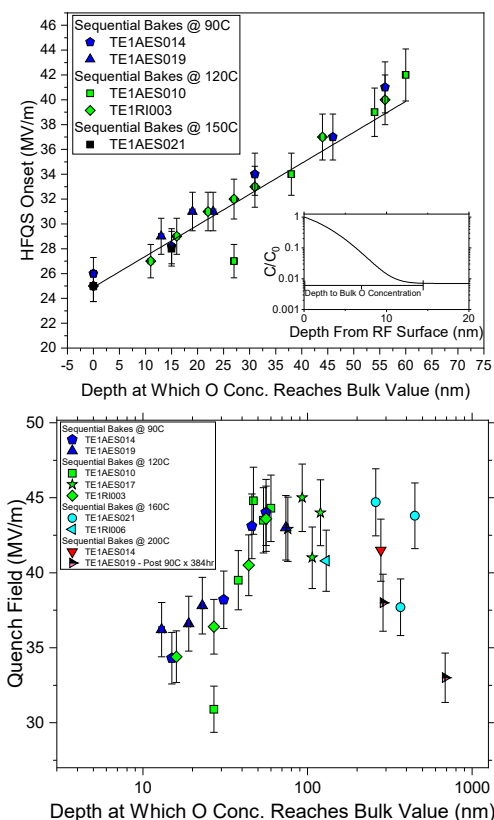 46
44
42
40
38
36
34
32
30
28
26
24
22
20
HFQS Onset (MV/m)
Sequential Bakes @ 90C
TE1AES014
TE1AES019
Sequential Bakes @ 120C
TE1AES010
TE1RI003
Sequential Bakes @ 150C
TE1AES021
1
0.1
0.01
0.001
C/C0
Depth to Bulk O Concentration
0 10 20
Depth From RF Surface (nm)
-5 0 5 10 15 20 25 30 35 40 45 50 55 60 65 70 75
Depth at Which O Conc. Reaches Bulk Value (nm)
50
45
40
35
30
Quench Field (MV/m)
Sequential Bakes @ 90C
TE1AES014
TE1AES019
Sequential Bakes @ 120C
TE1AES010
TE1AES017
TE1RI003
Sequential Bakes @ 160C
TE1AES021
TE1RI006
Sequential Bakes @ 200C
TE1AES014
TE1AES019 - Post 90C x 384hr
10 100 1000
Depth at Which O Conc. Reaches Bulk Value (nm)